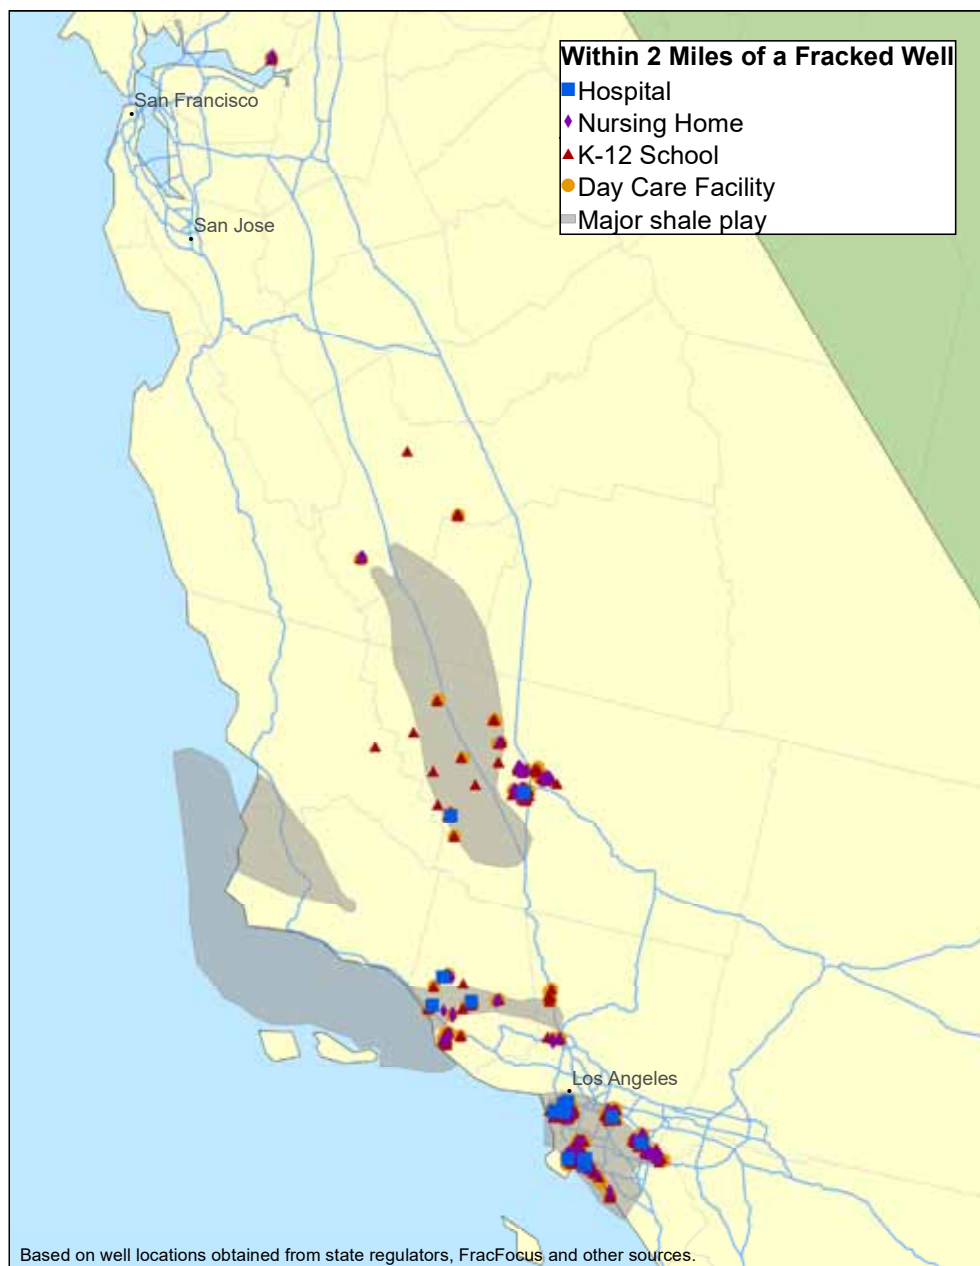 Within 2 Miles of a Fracked Well
Hospital
Nursing Home
K-12 School
Day Care Facility
Major shale play
San Francisco
San Jose
Los Angeles
Based on well locations obtained from state regulators, FracFocus and other sources.